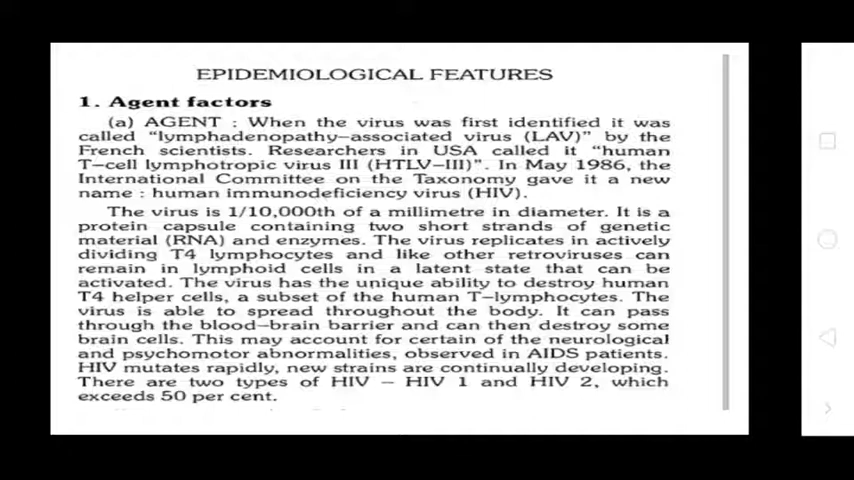 EPIDEMIOLOGICAL FEATURES
1. Agent factors
(a) AGENT : When the virus was first identified it was
called "lymphadenopathy-associated virus (LAV)" by the
French scientists. Researchers in USA called it "human
T-cell lymphotropic virus III (HTLV-III)". In May 1986, the
International Committee on the Taxonomy gave it a new
name : human immunodeficiency virus (HIV).
The virus is 1/10,000th of a millimetre in diameter. It is a
protein capsule containing two short strands of genetic
material (RNA) and enzymes. The virus replicates in actively
dividing T4 lymphocytes and like other retroviruses can
remain in lymphoid cells in a latent state that can be
activated. The virus has the unique ability to destroy human
T4 helper cells, a subset of the human T-lymphocytes. The
virus is able to spread throughout the body. It can pass
through the blood-brain barrier and can then destroy some
brain cells. This may account for certain of the neurological
and psychomotor abnormalities, observed in AIDS patients.
HIV mutates rapidly, new strains are continually developing.
There are two types of HIV – HIV 1 and HIV 2, which
exceeds 50 per cent.